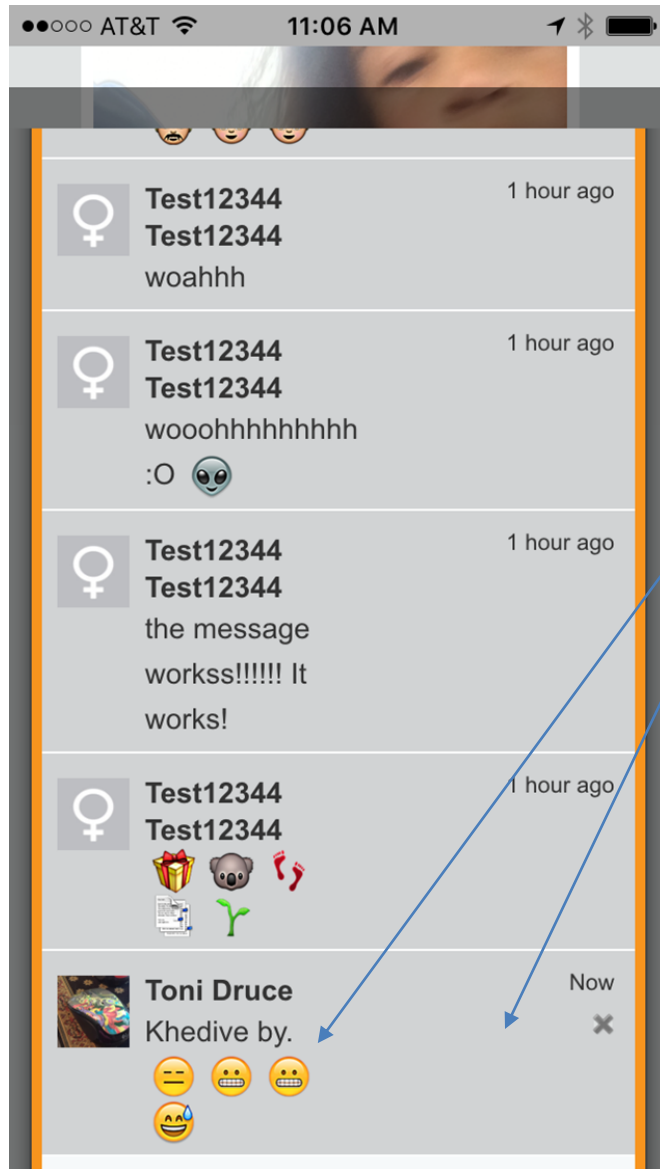 AT&T 11:06 AM
Test12344 1 hour ago
Test12344
woahhh
Test12344 1 hour ago
Test12344
wooohhhhhhhhhh
:O 👽
Test12344 1 hour ago
Test12344
the message
workss!!!!!! It
works!
Test12344 1 hour ago
Test12344
🎁 🐨 👣
📑 🌱
Toni Druce Now
Khedive by.
😑 😬 😬
😅